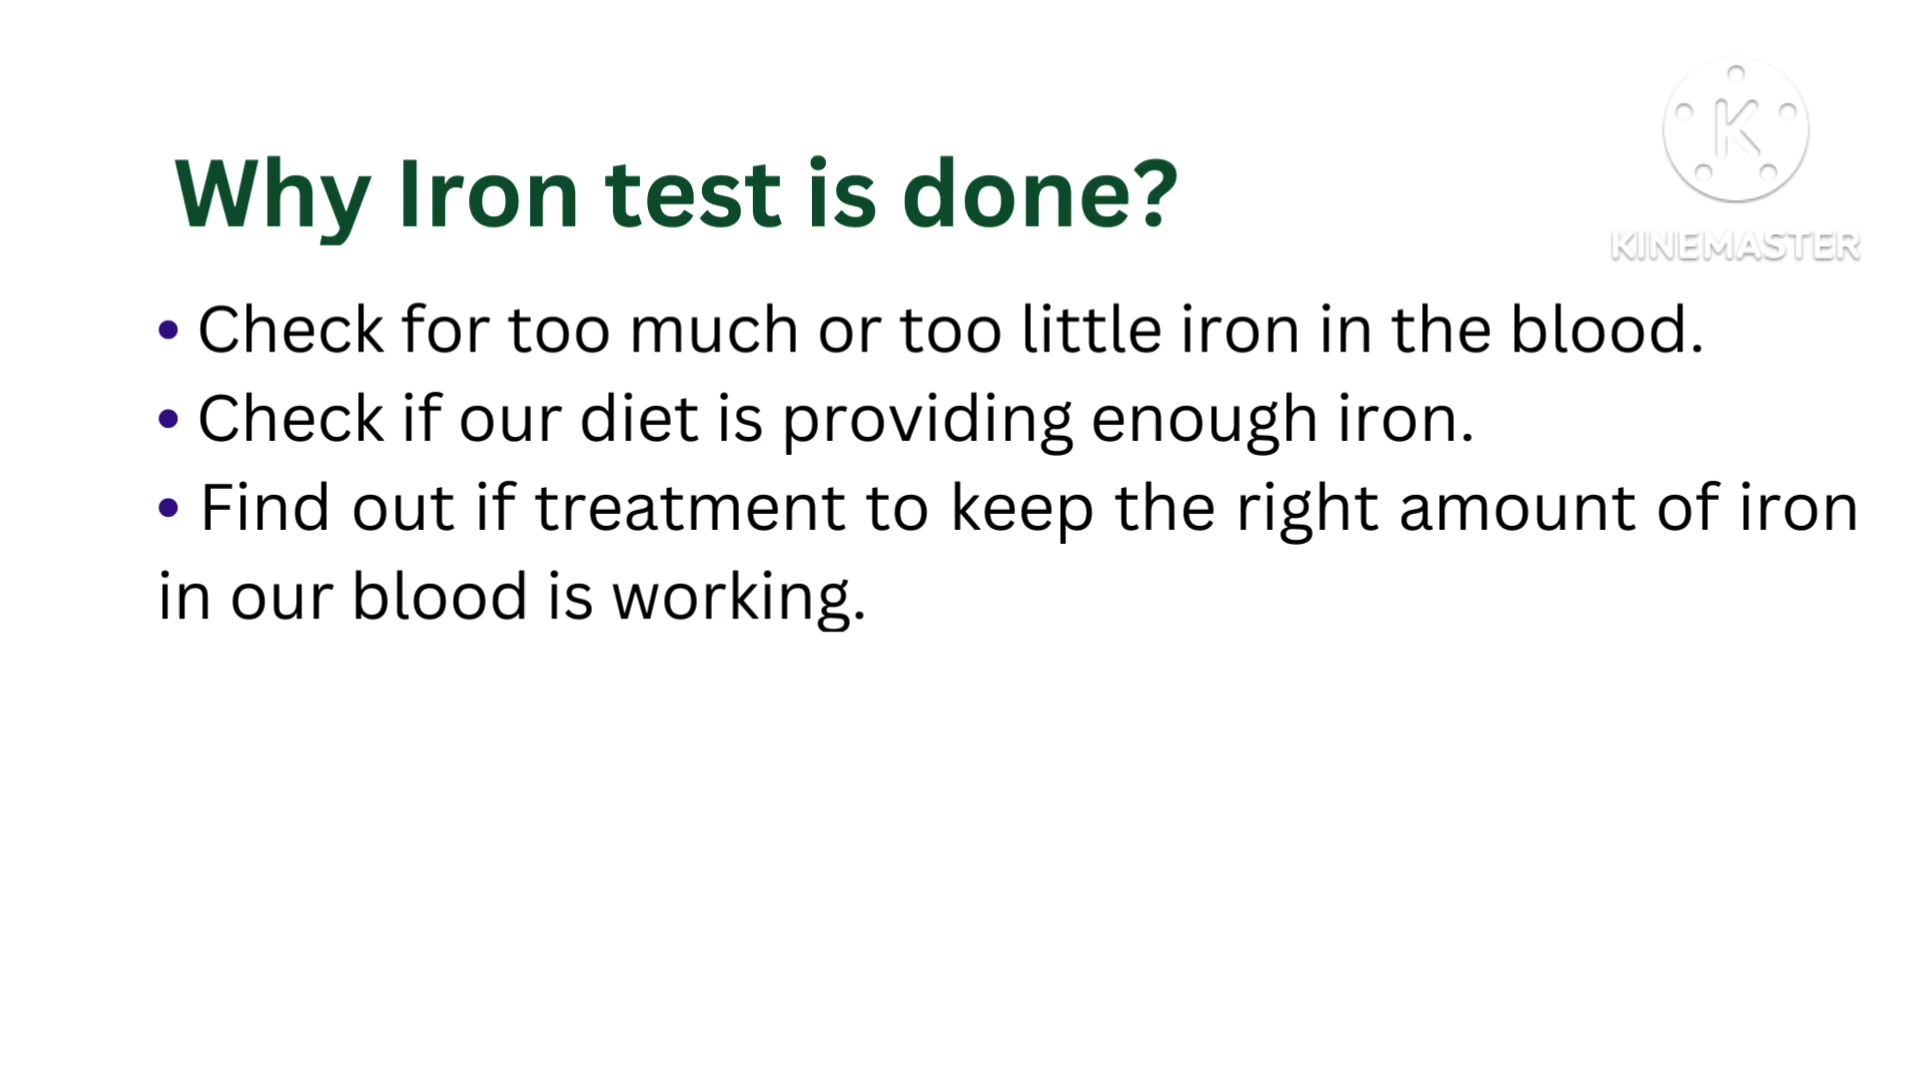 K
KINEMASTER
Why Iron test is done?
• Check for too much or too little iron in the blood.
• Check if our diet is providing enough iron.
• Find out if treatment to keep the right amount of iron
in our blood is working.